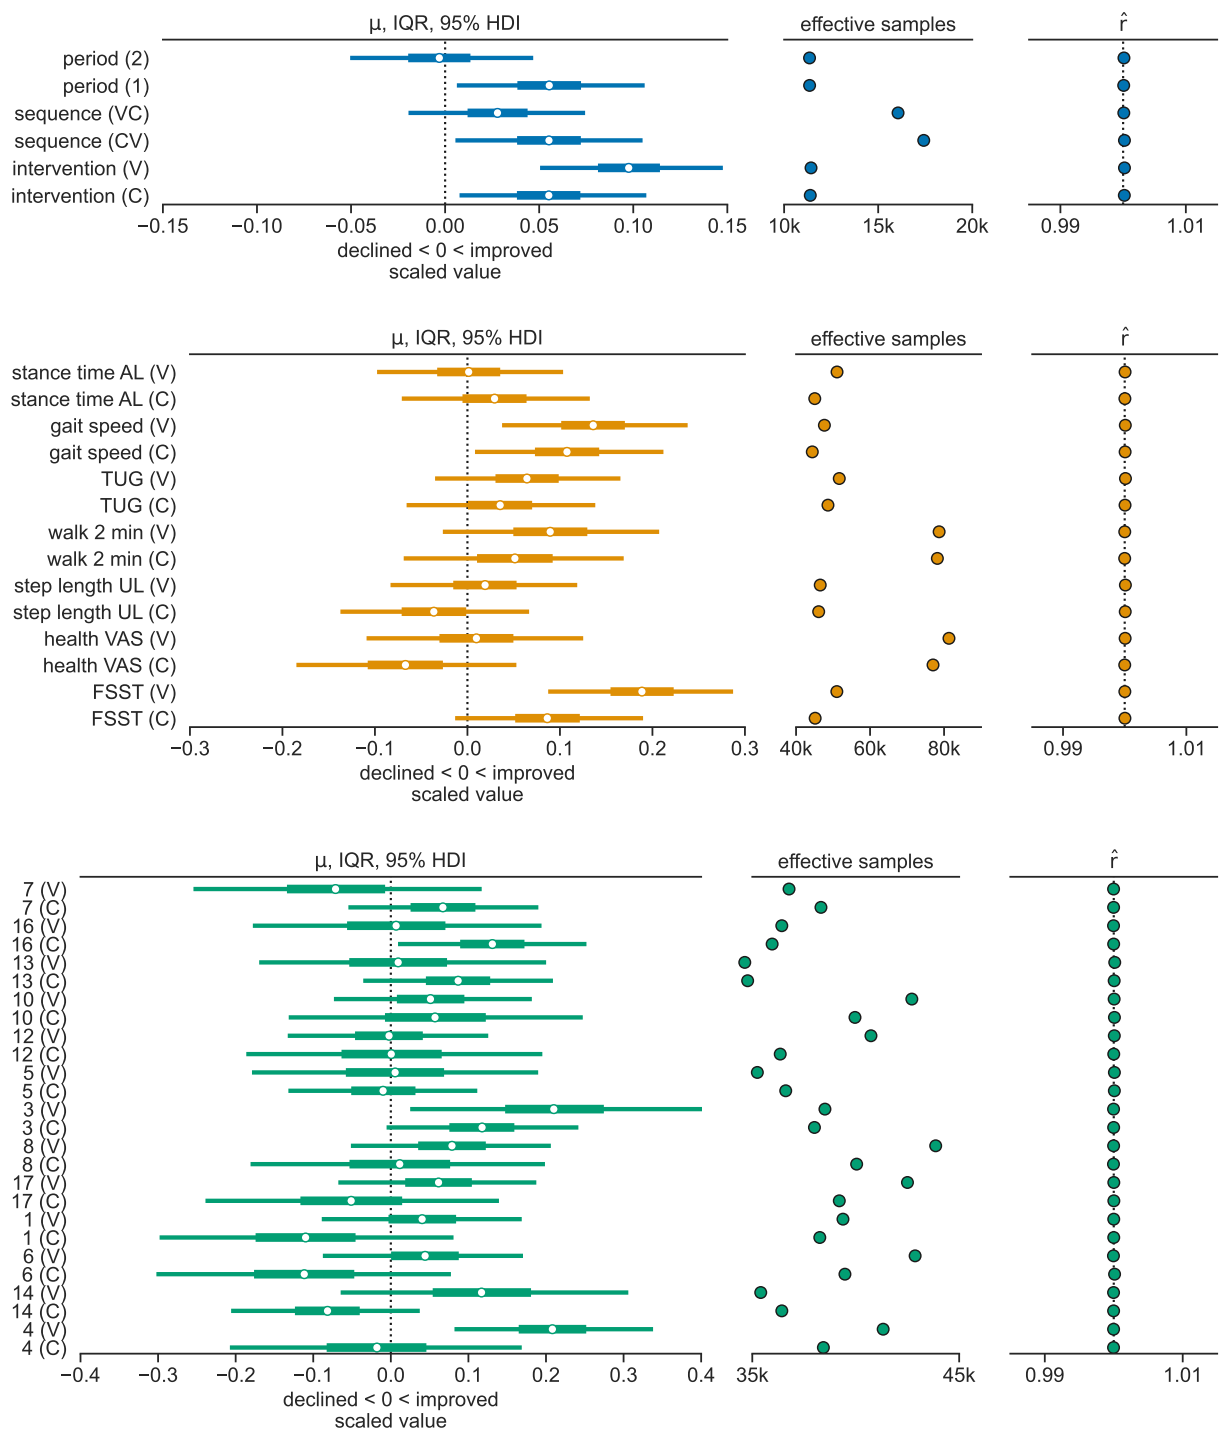 μ, IQR, 95% HDI effective samples r̂
period (2)
period (1)
sequence (VC)
sequence (CV)
intervention (V)
intervention (C)
−0.15 −0.10 −0.05 0.00 0.05 0.10 0.15 10k 15k 20k 0.99 1.01
declined < 0 < improved
scaled value
μ, IQR, 95% HDI effective samples r̂
stance time AL (V)
stance time AL (C)
gait speed (V)
gait speed (C)
TUG (V)
TUG (C)
walk 2 min (V)
walk 2 min (C)
step length UL (V)
step length UL (C)
health VAS (V)
health VAS (C)
FSST (V)
FSST (C)
−0.3 −0.2 −0.1 0.0 0.1 0.2 0.3 40k 60k 80k 0.99 1.01
declined < 0 < improved
scaled value
μ, IQR, 95% HDI effective samples r̂
7 (V)
7 (C)
16 (V)
16 (C)
13 (V)
13 (C)
10 (V)
10 (C)
12 (V)
12 (C)
5 (V)
5 (C)
3 (V)
3 (C)
8 (V)
8 (C)
17 (V)
17 (C)
1 (V)
1 (C)
6 (V)
6 (C)
14 (V)
14 (C)
4 (V)
4 (C)
−0.4 −0.3 −0.2 −0.1 0.0 0.1 0.2 0.3 0.4 35k 45k 0.99 1.01
declined < 0 < improved
scaled value